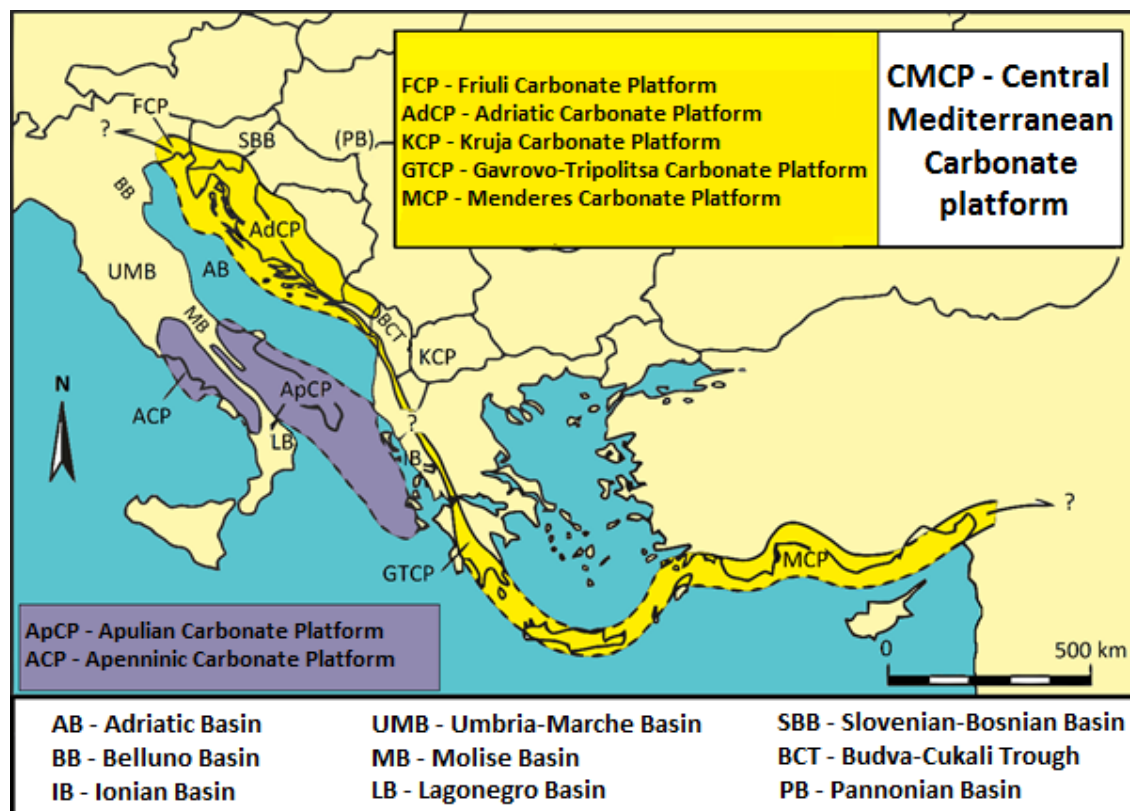 FCP - Friuli Carbonate Platform
AdCP - Adriatic Carbonate Platform
KCP - Kruja Carbonate Platform
GTCP - Gavrovo-Tripolitsa Carbonate Platform
MCP - Menderes Carbonate Platform
CMCP - Central
Mediterranean
Carbonate
platform
FCP
?
SBB
(PB)
BB
AdCP
UMB
AB
MB
BCT
KCP
ApCP
N
ACP
?
LB
IB
?
GTCP
MCP
ApCP - Apulian Carbonate Platform
ACP - Apenninic Carbonate Platform
0 500 km
AB - Adriatic Basin
UMB - Umbria-Marche Basin
SBB - Slovenian-Bosnian Basin
BB - Belluno Basin
MB - Molise Basin
BCT - Budva-Cukali Trough
IB - Ionian Basin
LB - Lagonegro Basin
PB - Pannonian Basin